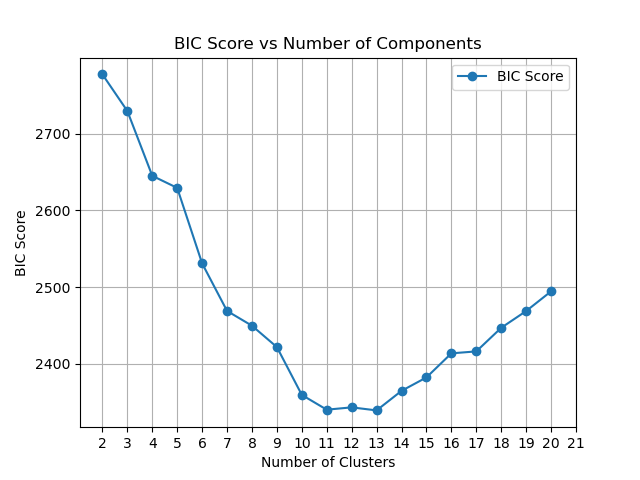 BIC Score vs Number of Components
BIC Score
2700
2600
2500
2400
BIC Score
2 3 4 5 6 7 8 9 10 11 12 13 14 15 16 17 18 19 20 21
Number of Clusters